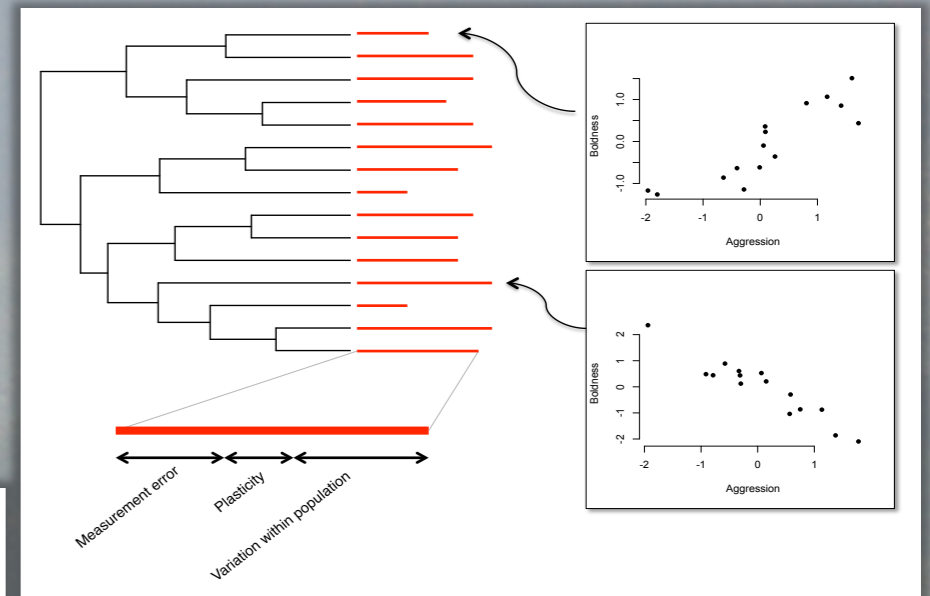 Boldness
1.0
0.0
-1.0
-2
-1
0
1
Aggression
Boldness
2
1
0
-1
-2
-2
-1
0
1
Aggression
Measurement error
Plasticity
Variation within population